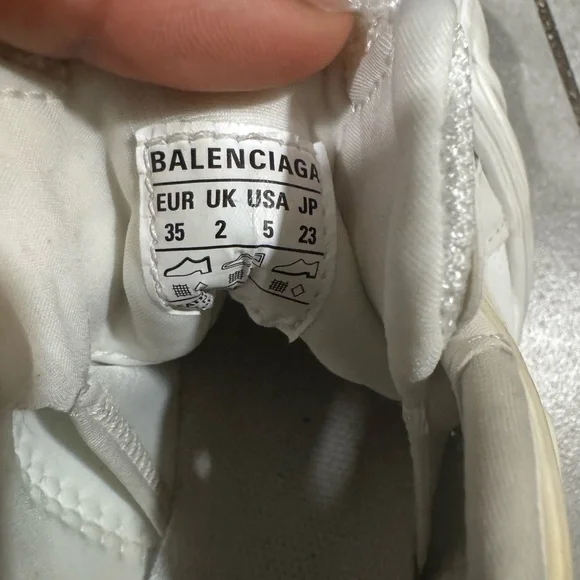 BALENCIAGA
EUR UK USA JP
35 2 5 23